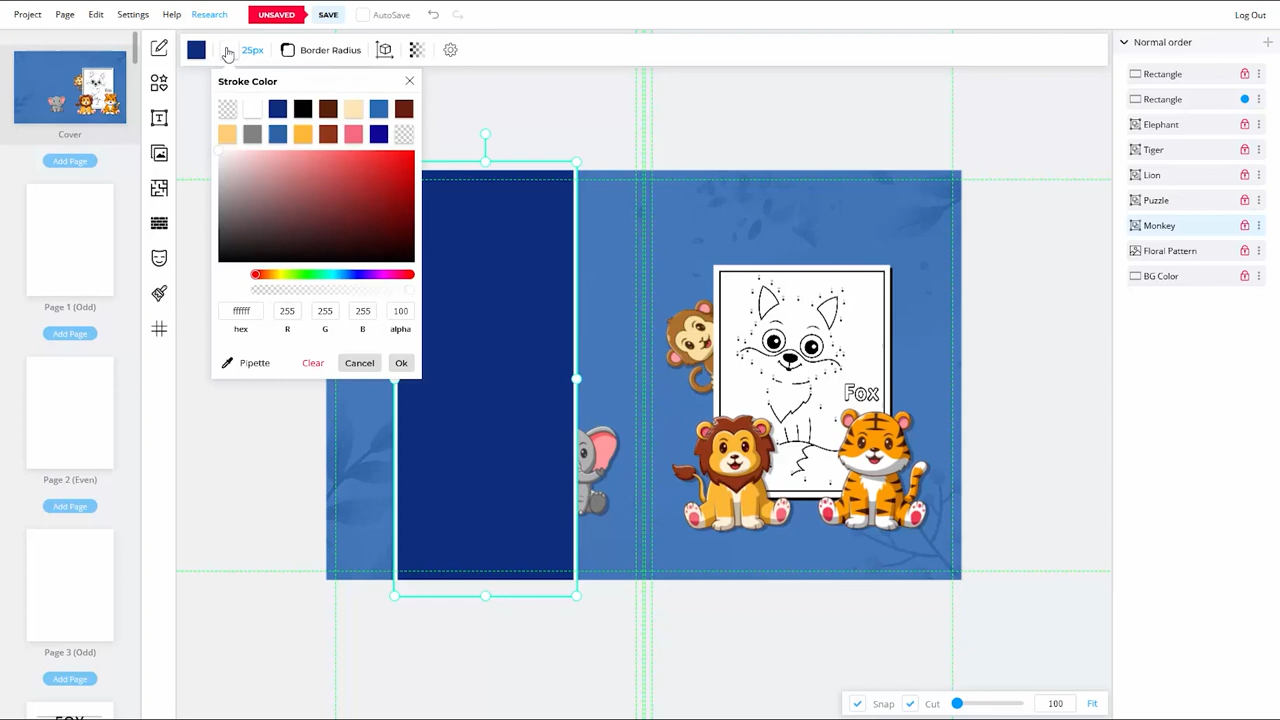 Project Page Edit Settings Help Research UNSAVED SAVE AutoSave Log Out
25px Border Radius
Normal order
Stroke Color
Rectangle
Rectangle
Elephant
Tiger
Lion
Puzzle
Monkey
Floral Pattern
BG Color
Cover
Add Page
Page 1 (Odd)
Add Page
Page 2 (Even)
Add Page
Page 3 (Odd)
Add Page
FOX
ffffff 255 255 255 100
hex R G B alpha
Pipette Clear Cancel Ok
Fox
Snap Cut 100 Fit